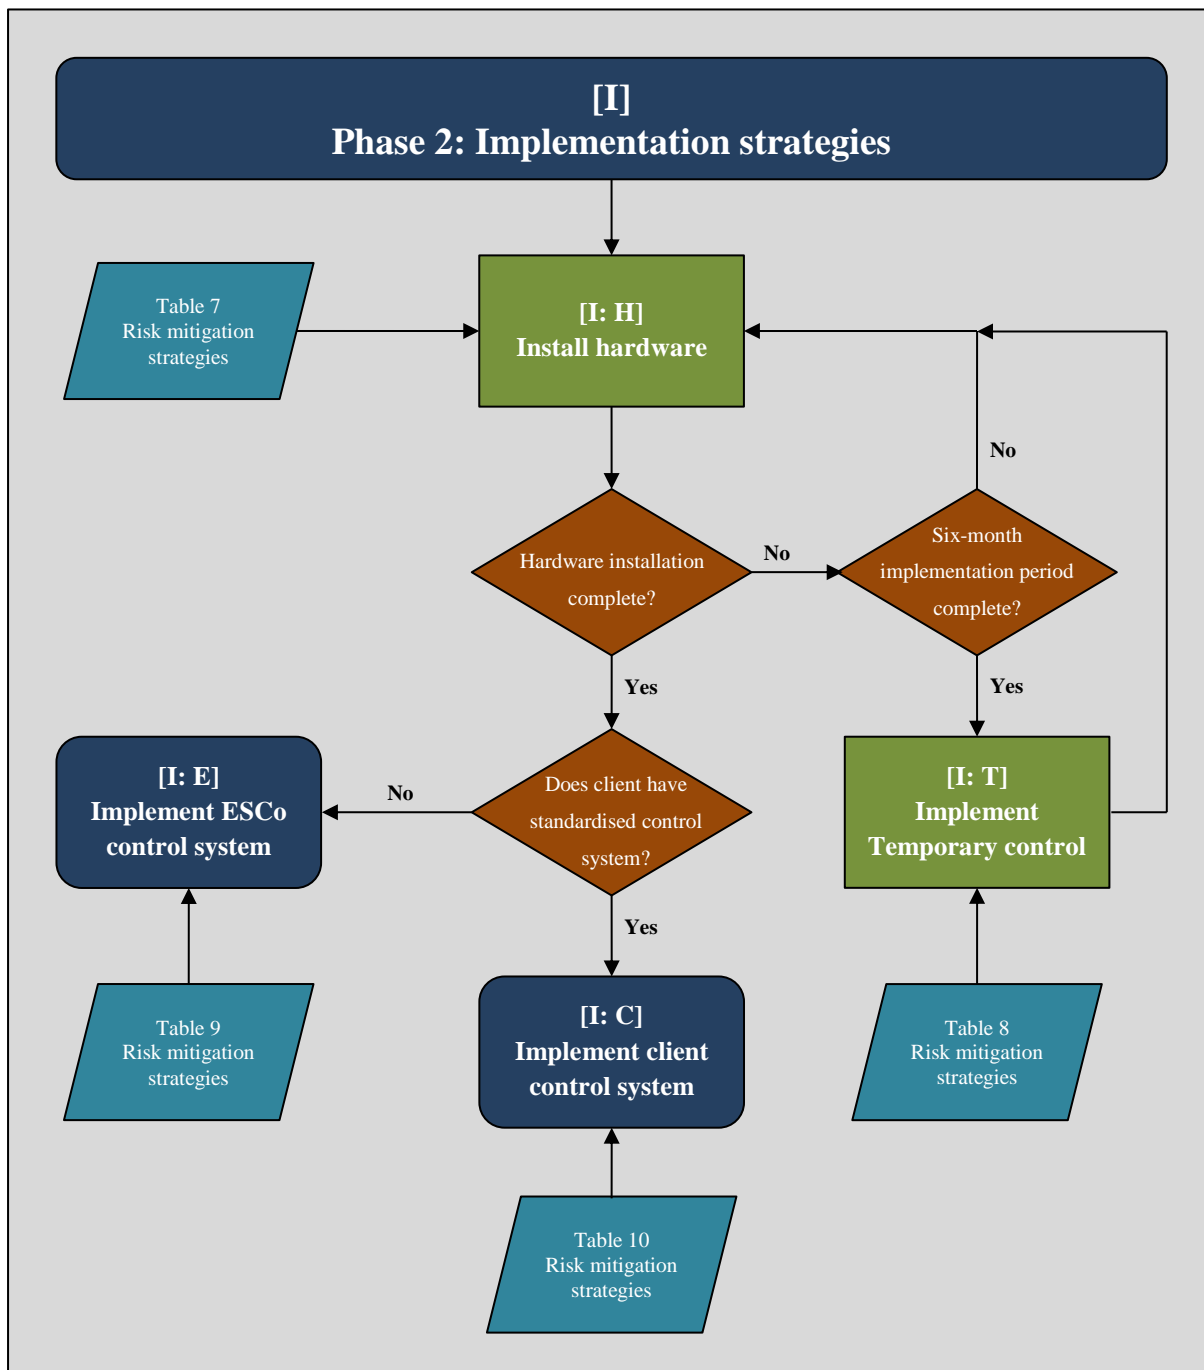 [I]
Phase 2: Implementation strategies
Table 7
Risk mitigation
strategies
[I: H]
Install hardware
No
Hardware installation
complete?
No
Six-month
implementation period
complete?
Yes
Yes
[I: E]
Implement ESCo
control system
No
Does client have
standardised control
system?
[I: T]
Implement
Temporary control
Yes
Table 9
Risk mitigation
strategies
[I: C]
Implement client
control system
Table 8
Risk mitigation
strategies
Table 10
Risk mitigation
strategies